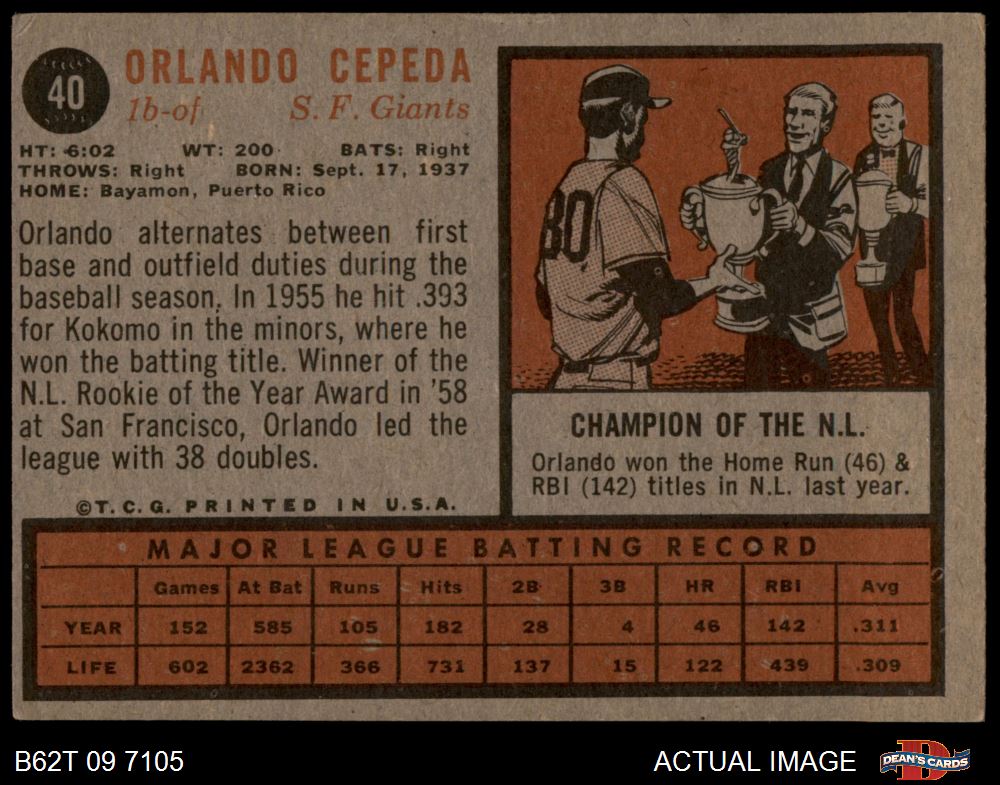 40
ORLANDO CEPEDA
1b-of S. F. Giants
HT: 6:02 WT: 200 BATS: Right
THROWS: Right BORN: Sept. 17, 1937
HOME: Bayamon, Puerto Rico
Orlando alternates between first
base and outfield duties during the
baseball season. In 1955 he hit .393
for Kokomo in the minors, where he
won the batting title. Winner of the
N.L. Rookie of the Year Award in '58
at San Francisco, Orlando led the
league with 38 doubles.
©T. C. G. PRINTED IN U.S.A.
30
CHAMPION OF THE N.L.
Orlando won the Home Run (46) &
RBI (142) titles in N.L. last year.
MAJOR LEAGUE BATTING RECORD
Games At Bat Runs Hits 2B 3B HR RBI Avg
YEAR 152 585 105 182 28 4 46 142 .311
LIFE 602 2362 366 731 137 15 122 439 .309
B62T 09 7105 ACTUAL IMAGE
DEAN'S CARDS